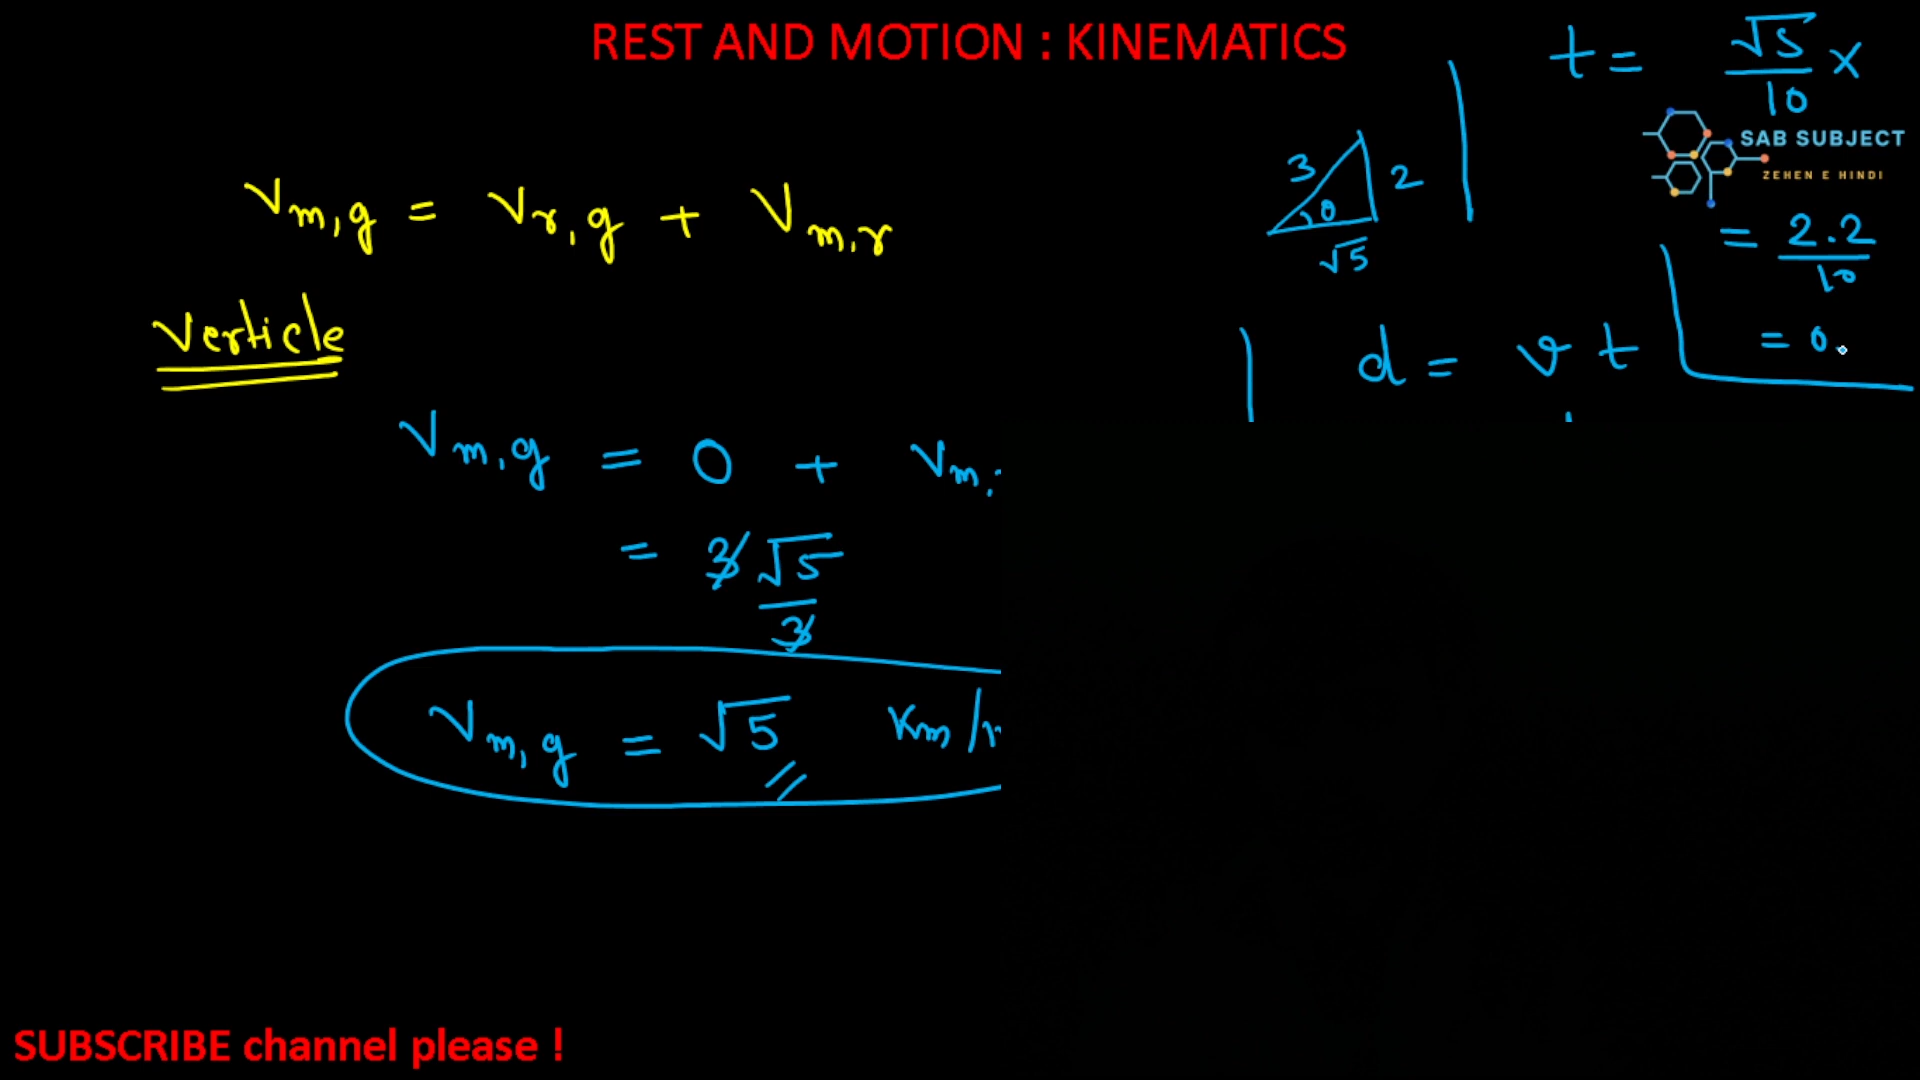 REST AND MOTION : KINEMATICS
t = √5/10 x
SAB SUBJECT
ZEHEN E HINDI
3 2 θ √5
Vm,g = Vr,g + Vm,r
= 2.2/10
= 0.
Verticle
d = v t
Vm,g = 0 + Vm,
= 3√5/3
Vm,g = √5 Km/
SUBSCRIBE channel please !